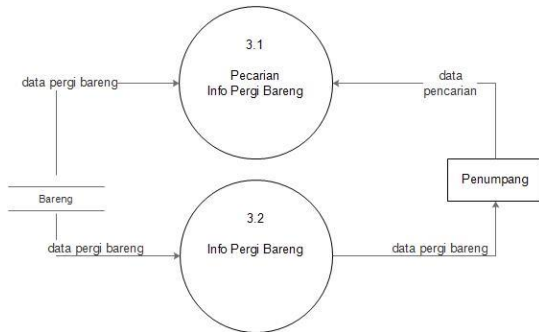 3.1
Pecarian
Info Pergi Bareng
data pergi bareng
data
pencarian
Bareng
Penumpang
3.2
Info Pergi Bareng
data pergi bareng
data pergi bareng